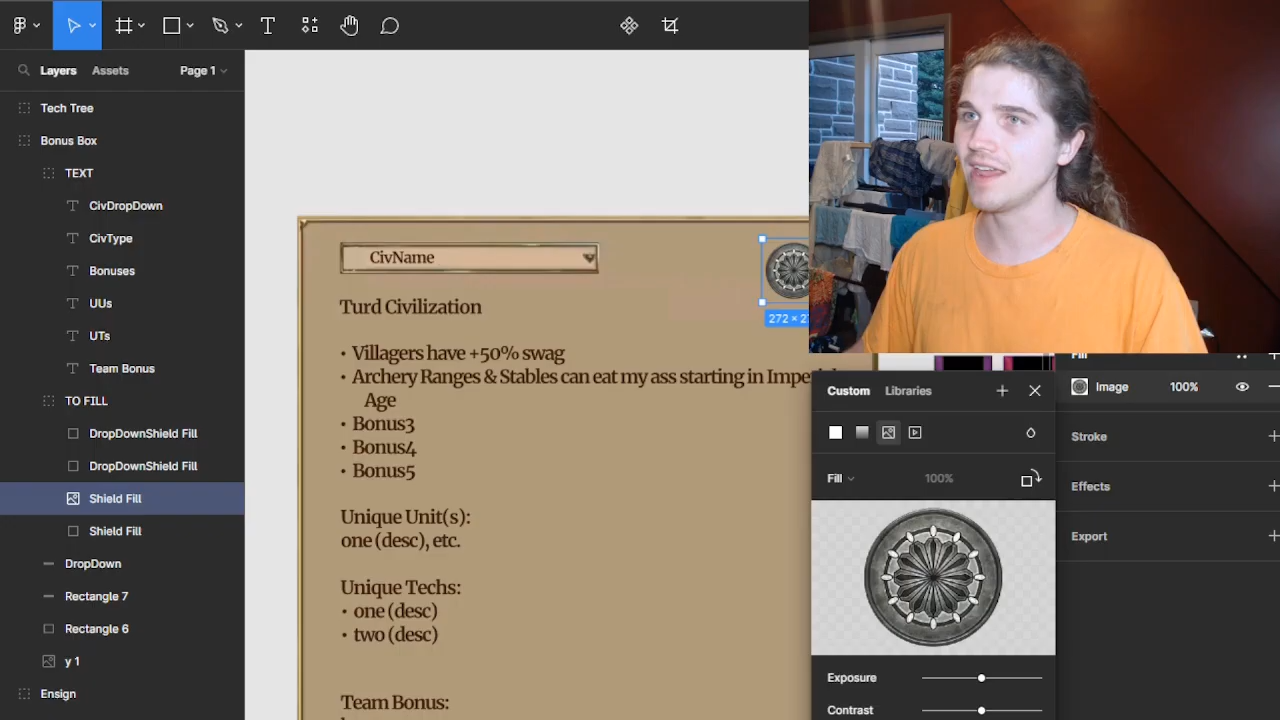 Layers
Assets
Page 1
Tech Tree
Bonus Box
TEXT
CivDropDown
CivType
Bonuses
UUs
UTs
Team Bonus
TO FILL
DropDownShield Fill
DropDownShield Fill
Shield Fill
Shield Fill
DropDown
Rectangle 7
Rectangle 6
y 1
Ensign
CivName
Turd Civilization
• Villagers have +50% swag
• Archery Ranges & Stables can eat my ass starting in
Age
• Bonus3
• Bonus4
• Bonus5
Unique Unit(s):
one (desc), etc.
Unique Techs:
• one (desc)
• two (desc)
Team Bonus:
272 ×
Fill
Image 100%
Stroke
Effects
Export
Custom Libraries
Fill 100%
Exposure
Contrast